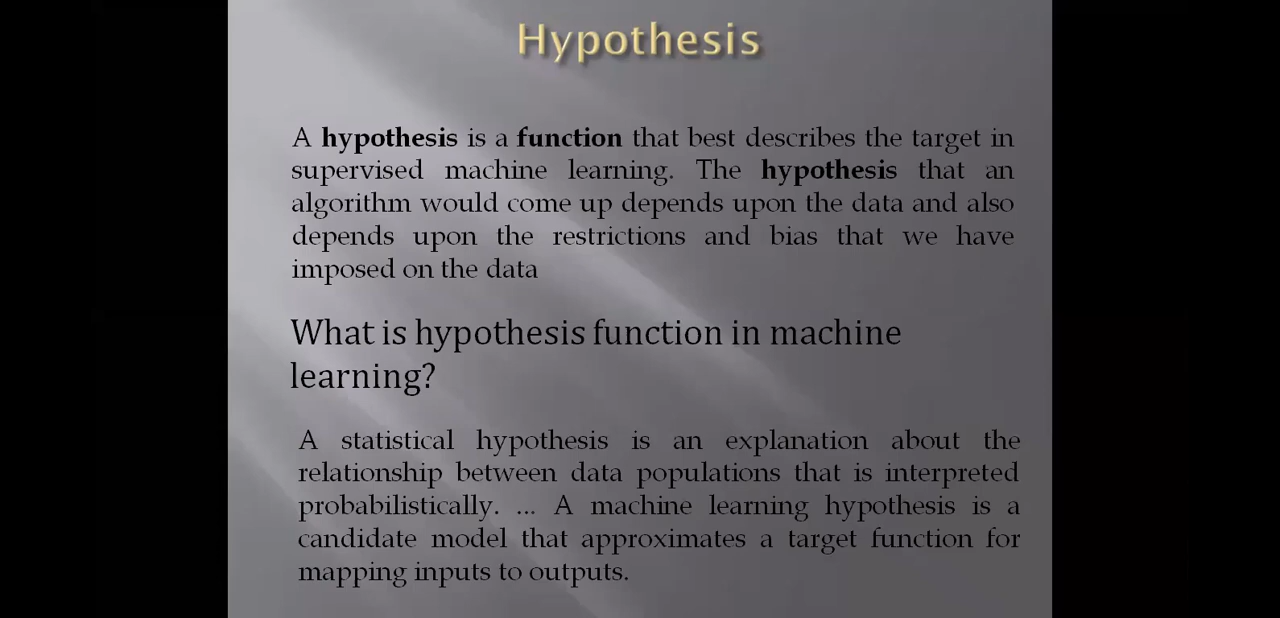 Hypothesis
A hypothesis is a function that best describes the target in
supervised machine learning. The hypothesis that an
algorithm would come up depends upon the data and also
depends upon the restrictions and bias that we have
imposed on the data
What is hypothesis function in machine
learning?
A statistical hypothesis is an explanation about the
relationship between data populations that is interpreted
probabilistically. ... A machine learning hypothesis is a
candidate model that approximates a target function for
mapping inputs to outputs.